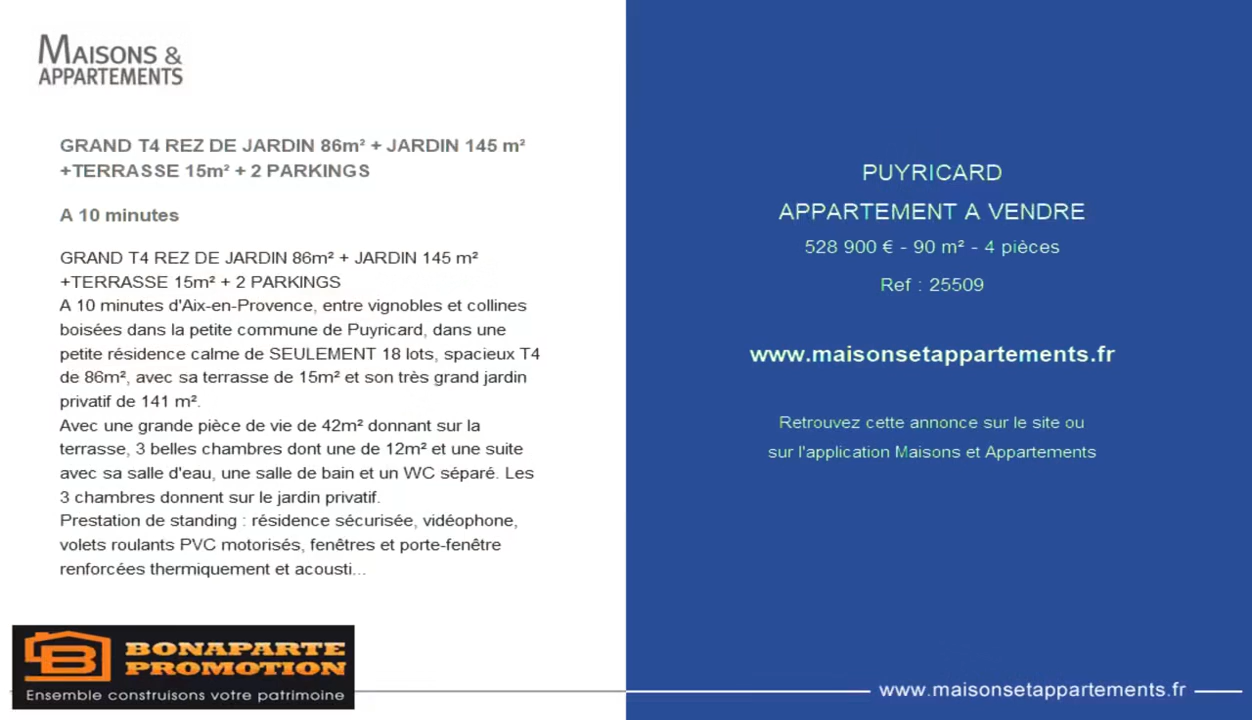 MAISONS &
APPARTEMENTS
GRAND T4 REZ DE JARDIN 86m² + JARDIN 145 m²
+TERRASSE 15m² + 2 PARKINGS
A 10 minutes
GRAND T4 REZ DE JARDIN 86m² + JARDIN 145 m²
+TERRASSE 15m² + 2 PARKINGS
A 10 minutes d'Aix-en-Provence, entre vignobles et collines
boisées dans la petite commune de Puyricard, dans une
petite résidence calme de SEULEMENT 18 lots, spacieux T4
de 86m², avec sa terrasse de 15m² et son très grand jardin
privatif de 141 m².
Avec une grande pièce de vie de 42m² donnant sur la
terrasse, 3 belles chambres dont une de 12m² et une suite
avec sa salle d'eau, une salle de bain et un WC séparé. Les
3 chambres donnent sur le jardin privatif.
Prestation de standing : résidence sécurisée, vidéophone,
volets roulants PVC motorisés, fenêtres et porte-fenêtre
renforcées thermiquement et acousti...
BONAPARTE
PROMOTION
Ensemble construisons votre patrimoine
PUYRICARD
APPARTEMENT A VENDRE
528 900 € - 90 m² - 4 pièces
Ref : 25509
www.maisonsetappartements.fr
Retrouvez cette annonce sur le site ou
sur l'application Maisons et Appartements
www.maisonsetappartements.fr